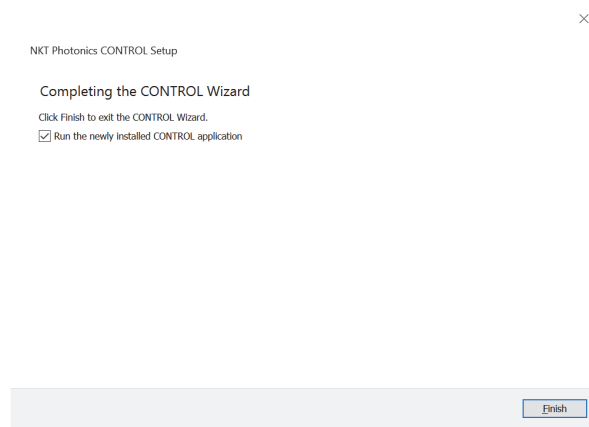 NKT Photonics CONTROL Setup
Completing the CONTROL Wizard
Click Finish to exit the CONTROL Wizard.
Run the newly installed CONTROL application
Finish